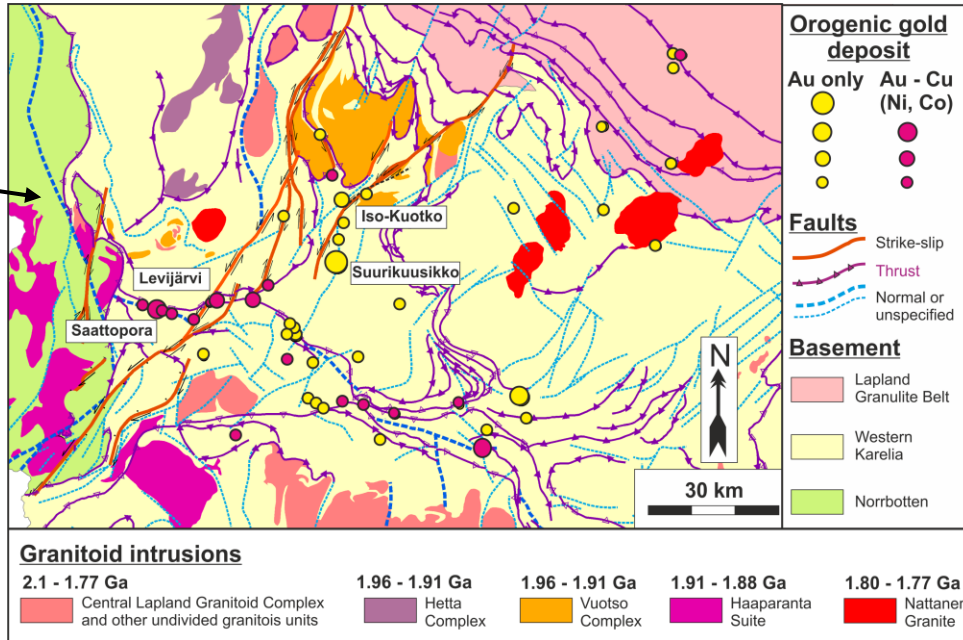 Iso-Kuotko
Levijärvi
Suurikuusikko
Saattopora
N
30 km
Orogenic gold
deposit
Au only
Au - Cu
(Ni, Co)
Faults
Strike-slip
Thrust
Normal or
unspecified
Basement
Lapland
Granulite Belt
Western
Karelia
Norrbotten
Granitoid intrusions
2.1 - 1.77 Ga
Central Lapland Granitoid Complex
and other undivided granitois units
1.96 - 1.91 Ga
Hetta
Complex
1.96 - 1.91 Ga
Vuotso
Complex
1.91 - 1.88 Ga
Haaparanta
Suite
1.80 - 1.77 Ga
Nattanen
Granite